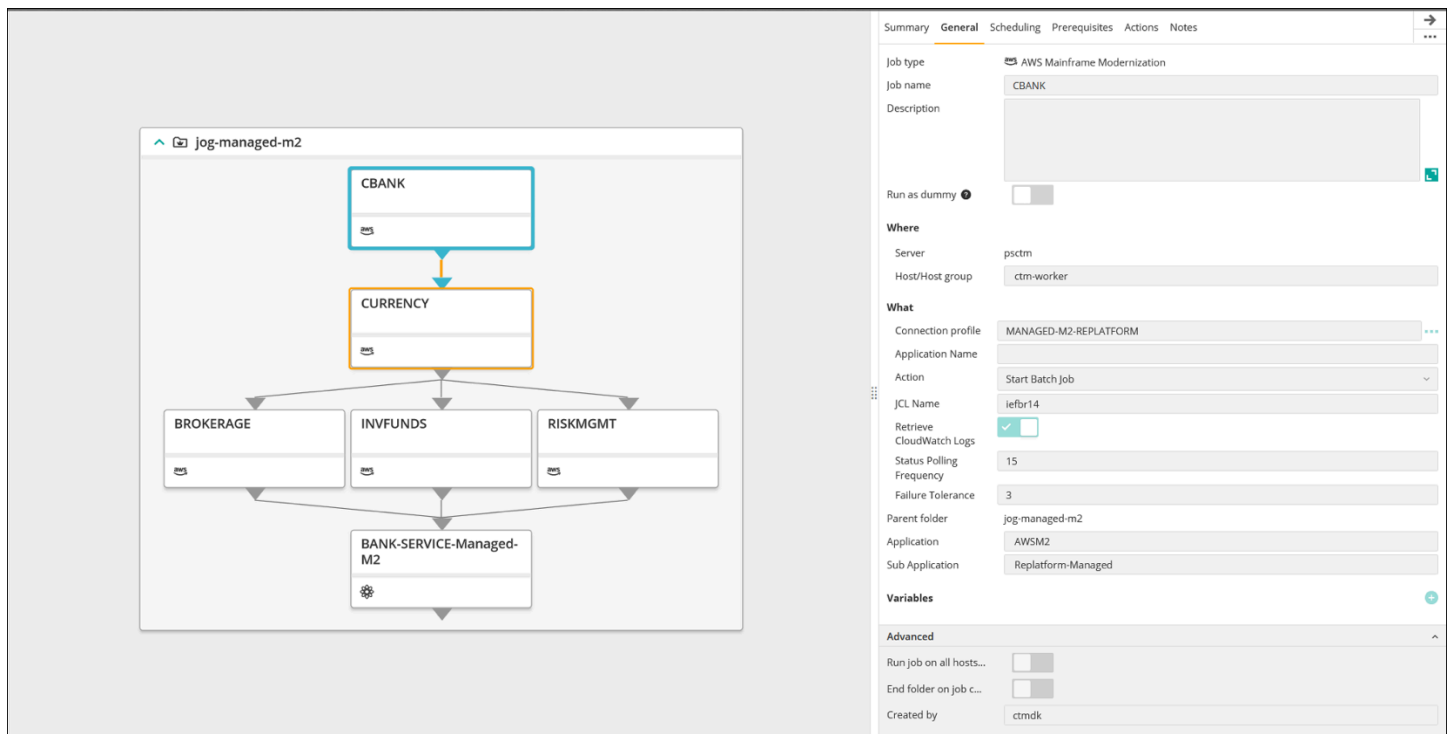 jog-managed-m2
CBANK
aws
CURRENCY
aws
BROKERAGE
aws
INVFUNDS
aws
RISKMGMT
aws
BANK-SERVICE-Managed-
M2
Summary General Scheduling Prerequisites Actions Notes
Job type aws AWS Mainframe Modernization
Job name CBANK
Description
Run as dummy ?
Where
Server psctm
Host/Host group ctm-worker
What
Connection profile MANAGED-M2-REPLATFORM
Application Name
Action Start Batch Job
JCL Name iefbr14
Retrieve
CloudWatch Logs
Status Polling
Frequency 15
Failure Tolerance 3
Parent folder jog-managed-m2
Application AWSM2
Sub Application Replatform-Managed
Variables
Advanced
Run job on all hosts...
End folder on job c...
Created by ctmdk